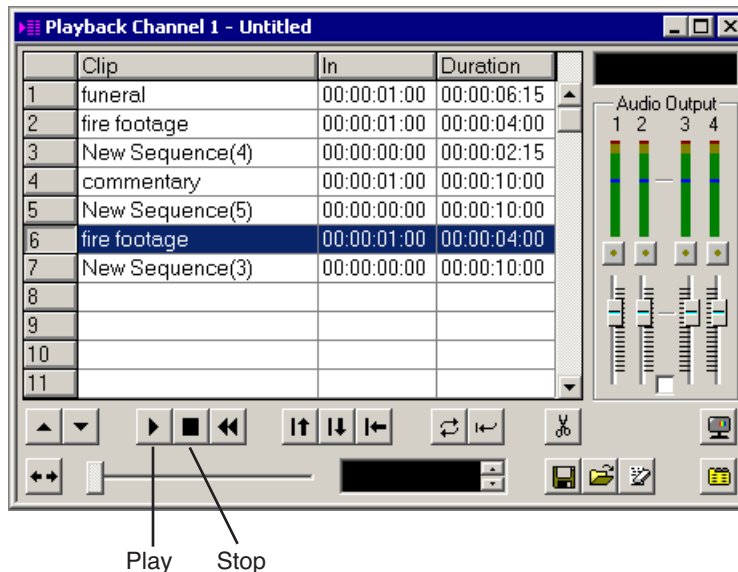 Playback Channel 1 - Untitled
Clip In Duration
1 funeral 00:00:01:00 00:00:06:15
2 fire footage 00:00:01:00 00:00:04:00
3 New Sequence(4) 00:00:00:00 00:00:02:15
4 commentary 00:00:01:00 00:00:10:00
5 New Sequence(5) 00:00:00:00 00:00:10:00
6 fire footage 00:00:01:00 00:00:04:00
7 New Sequence(3) 00:00:00:00 00:00:10:00
8
9
10
11
Audio Output
1 2 3 4
Play Stop